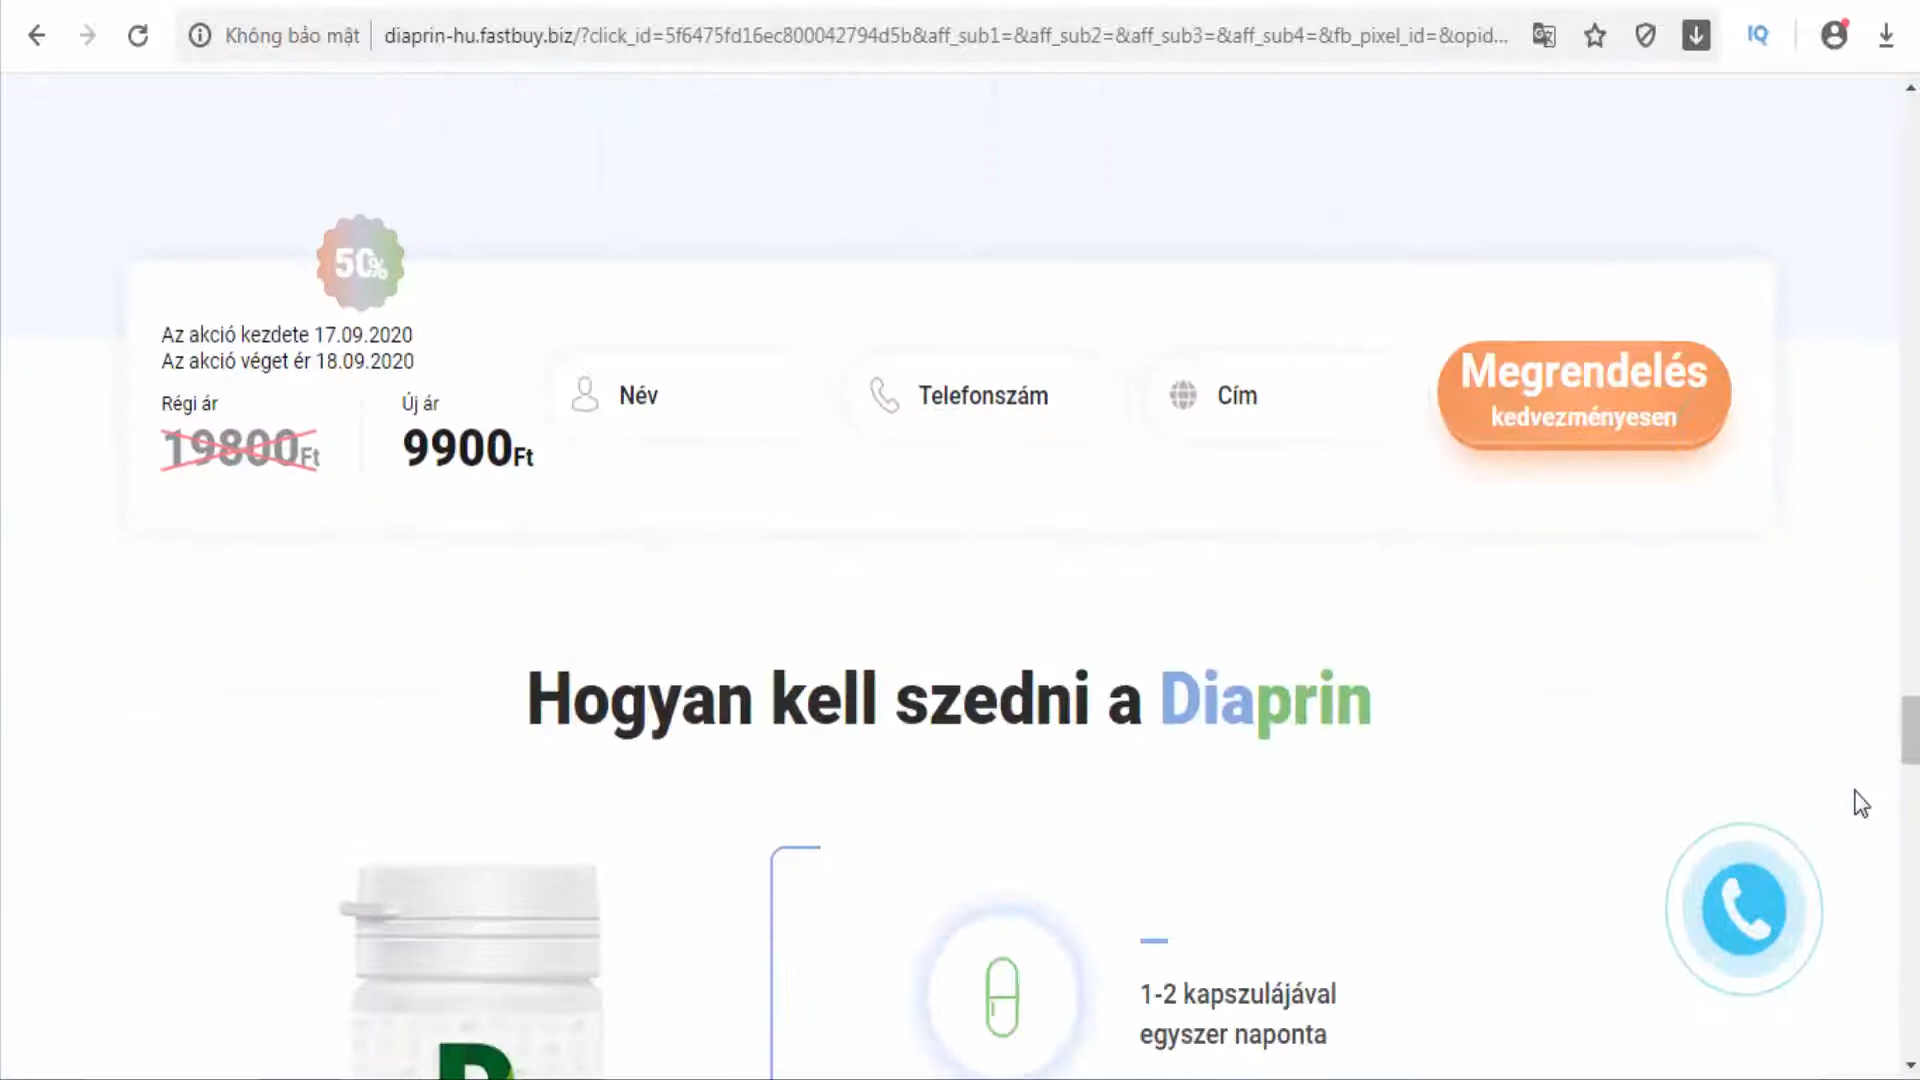 Không bảo mật
diaprin-hu.fastbuy.biz/?click_id=5f6475fd16ec800042794d5b&aff_sub1=&aff_sub2=&aff_sub3=&aff_sub4=&fb_pixel_id=&opid...
IQ
50%
Az akció kezdete 17.09.2020
Az akció véget ér 18.09.2020
Régi ár
19800Ft
Új ár
9900Ft
Név
Telefonszám
Cím
Megrendelés
kedvezményesen
Hogyan kell szedni a Diaprin
1-2 kapszulájával
egyszer naponta